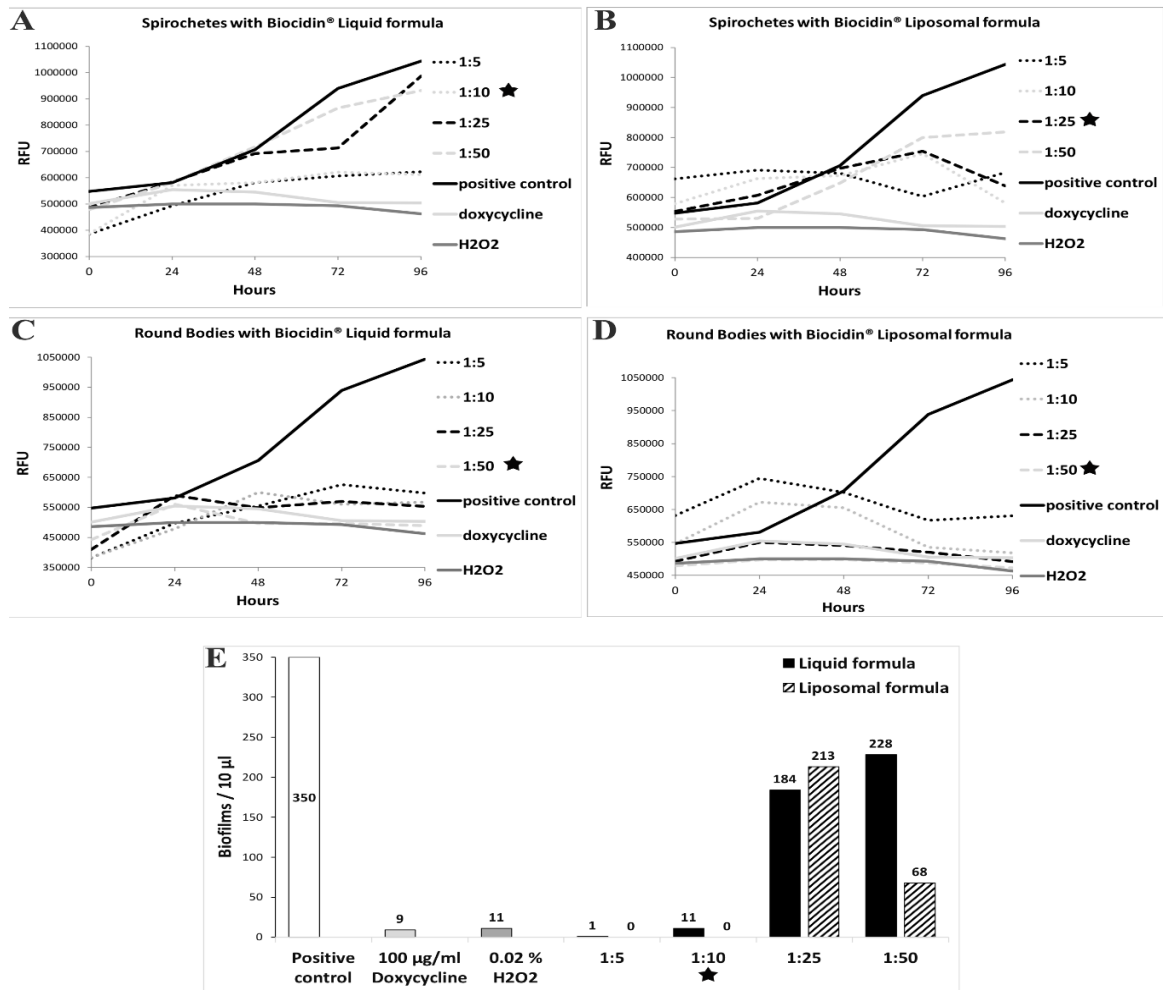 A
Spirochetes with Biocidin® Liquid formula
1100000
1000000
900000
800000
700000
600000
500000
400000
300000
RFU
0 24 48 72 96
Hours
1:5
1:10 ★
1:25
1:50
positive control
doxycycline
H2O2
B
Spirochetes with Biocidin® Liposomal formula
1100000
1000000
900000
800000
700000
600000
500000
400000
RFU
0 24 48 72 96
Hours
1:5
1:10
1:25 ★
1:50
positive control
doxycycline
H2O2
C
Round Bodies with Biocidin® Liquid formula
1050000
950000
850000
750000
650000
550000
450000
350000
RFU
0 24 48 72 96
Hours
1:5
1:10
1:25
1:50 ★
positive control
doxycycline
H2O2
D
Round Bodies with Biocidin® Liposomal formula
1050000
950000
850000
750000
650000
550000
450000
RFU
0 24 48 72 96
Hours
1:5
1:10
1:25
1:50 ★
positive control
doxycycline
H2O2
E
350
300
250
200
150
100
50
0
Biofilms / 10 µl
Liquid formula
Liposomal formula
350
9
11
1 0
11 0
184 213
228 68
Positive control
100 µg/ml Doxycycline
0.02 % H2O2
1:5
1:10 ★
1:25
1:50